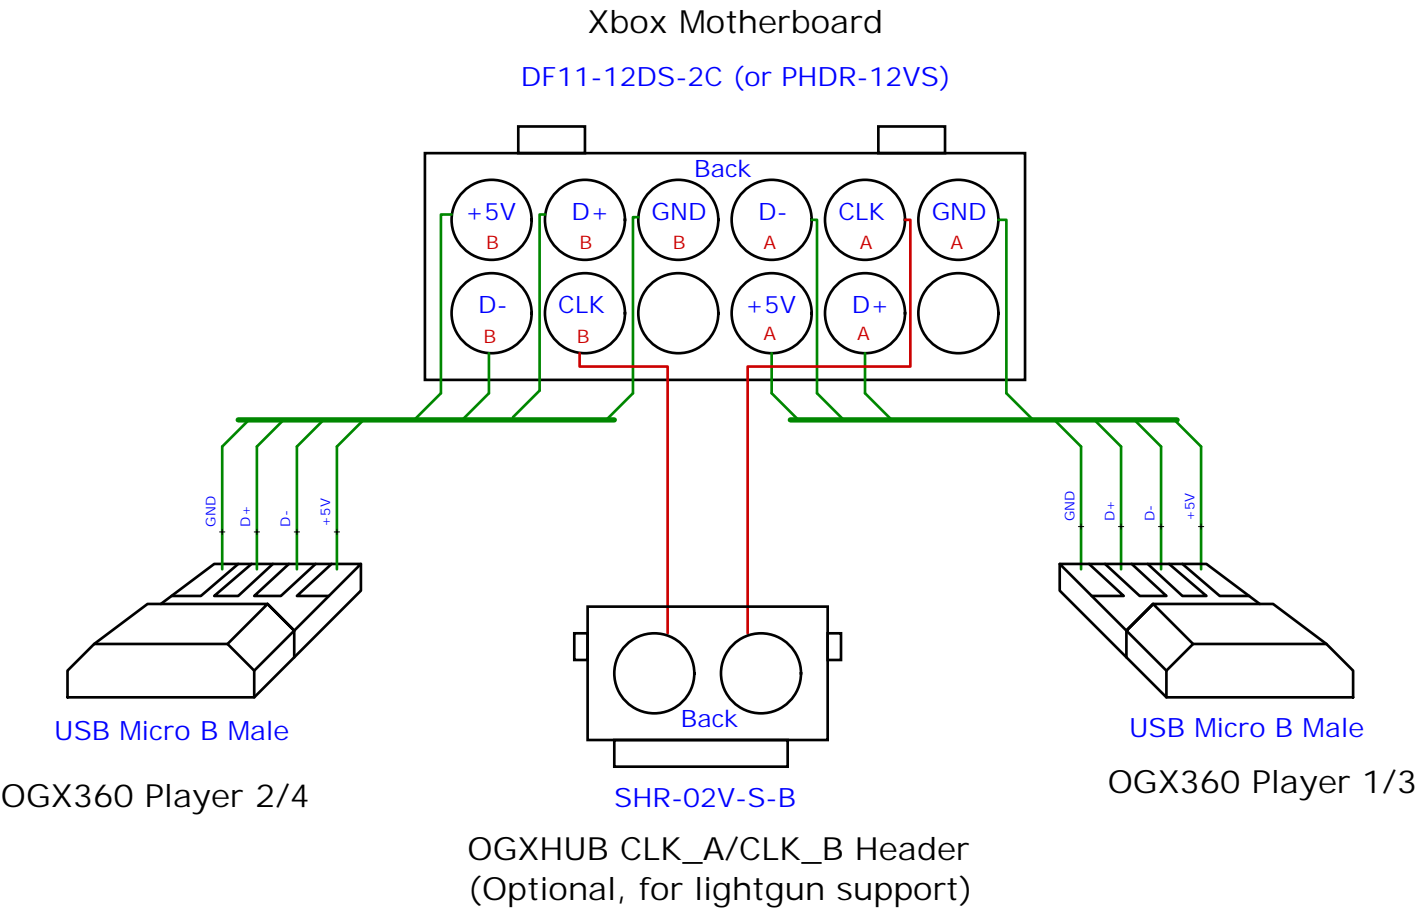 Xbox Motherboard
DF11-12DS-2C (or PHDR-12VS)
Back
+5V D+ GND D- CLK GND
B B B A A A
D- CLK +5V D+
B B A A
GND D+ D- +5V
GND D+ D- +5V
Back
USB Micro B Male
USB Micro B Male
OGX360 Player 2/4
SHR-02V-S-B
OGX360 Player 1/3
OGXHUB CLK_A/CLK_B Header
(Optional, for lightgun support)